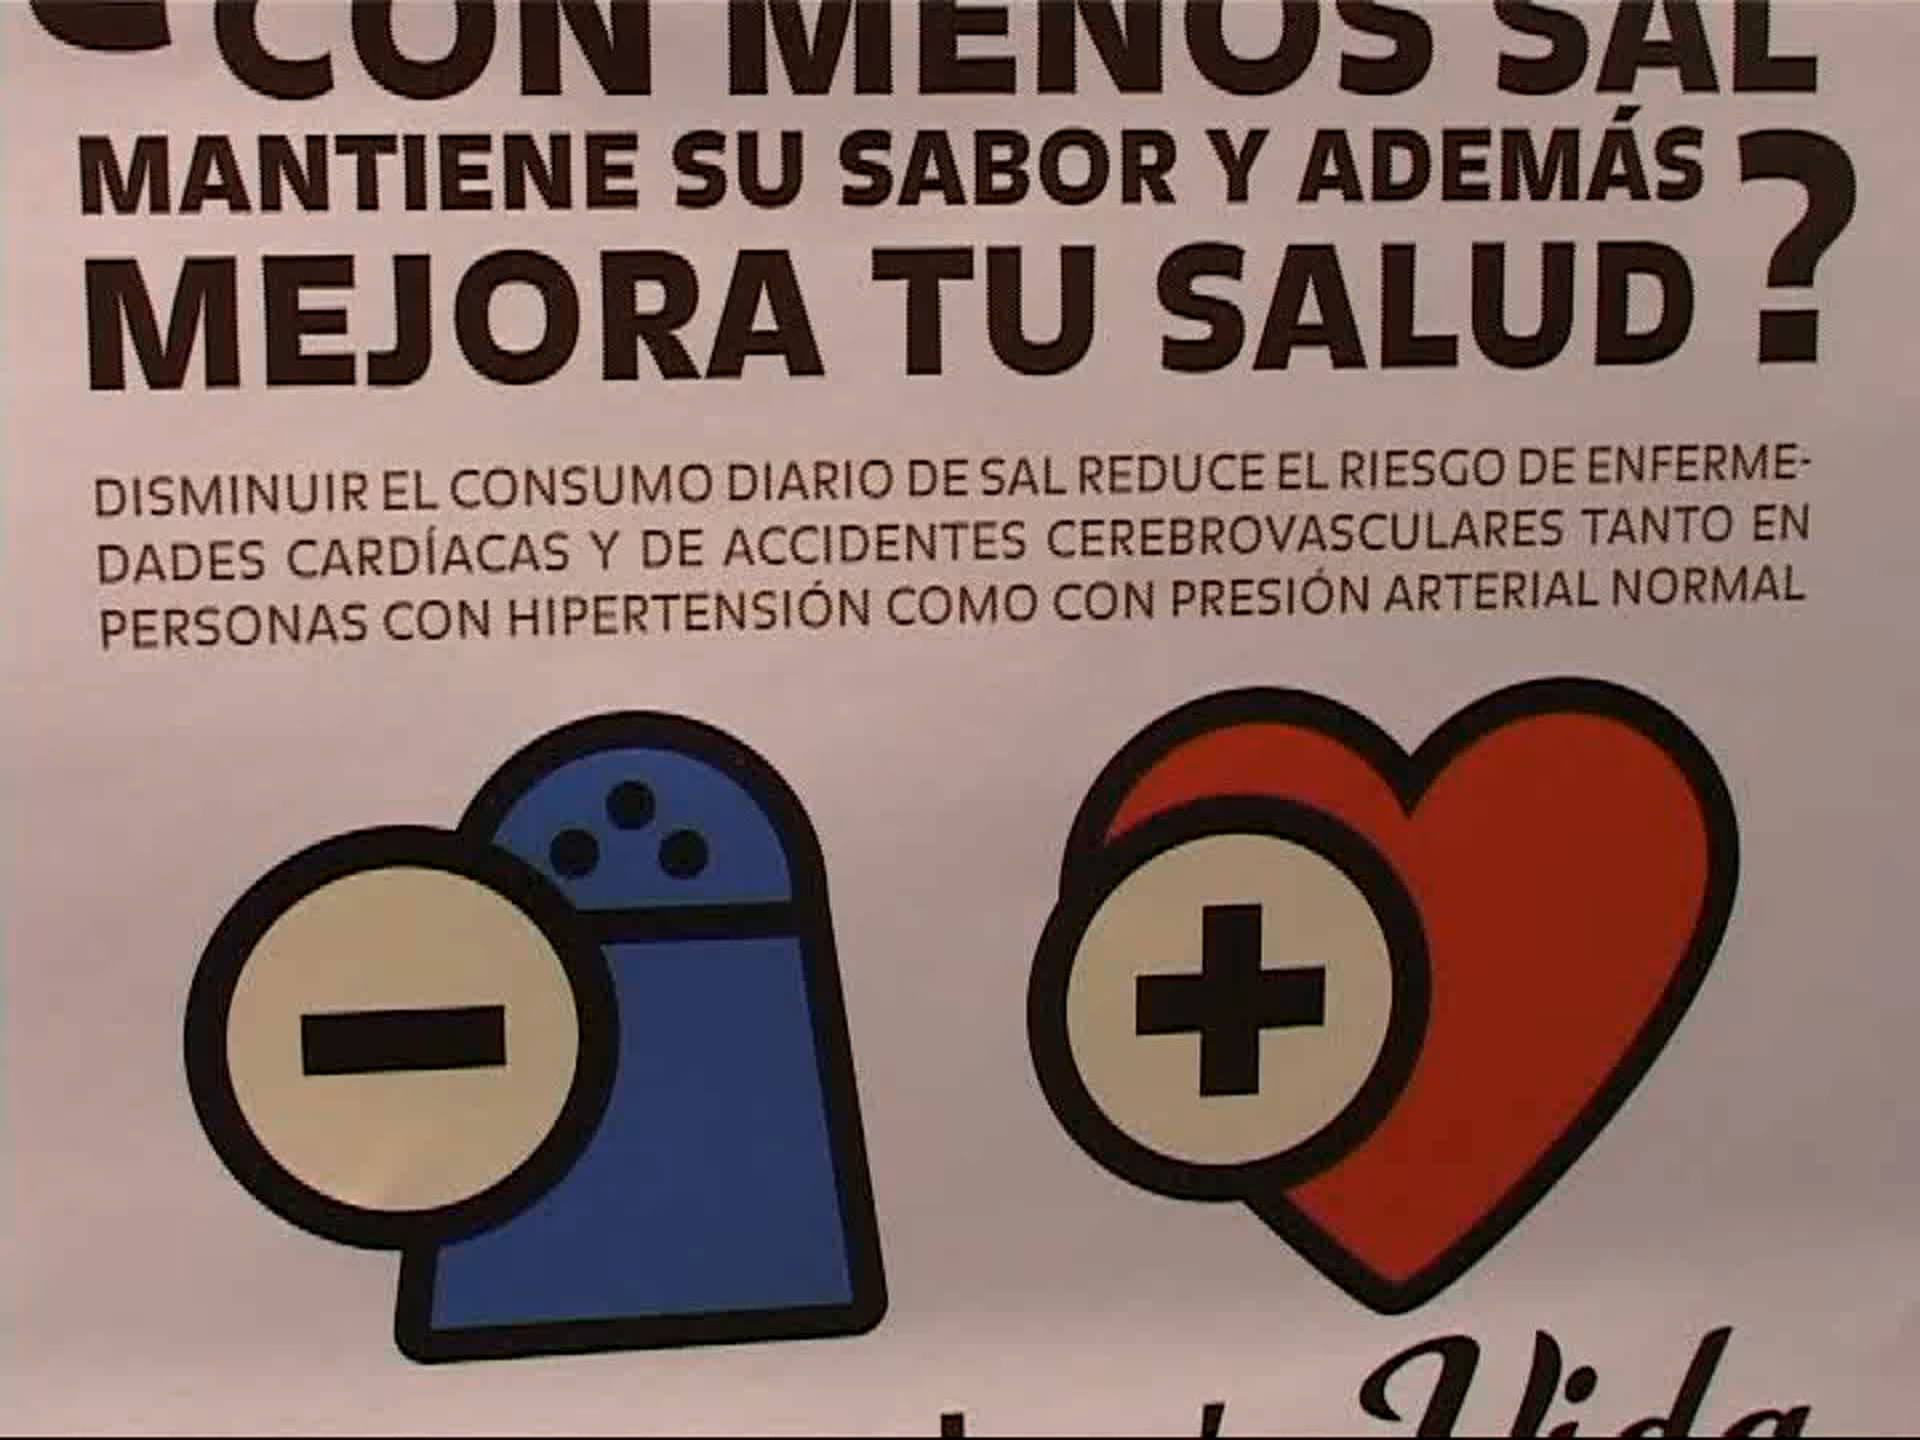 CON MENOS SAL
MANTIENE SU SABOR Y ADEMÁS
MEJORA TU SALUD?
DISMINUIR EL CONSUMO DIARIO DE SAL REDUCE EL RIESGO DE ENFERME-
DADES CARDÍACAS Y DE ACCIDENTES CEREBROVASCULARES TANTO EN
PERSONAS CON HIPERTENSIÓN COMO CON PRESIÓN ARTERIAL NORMAL
Vida